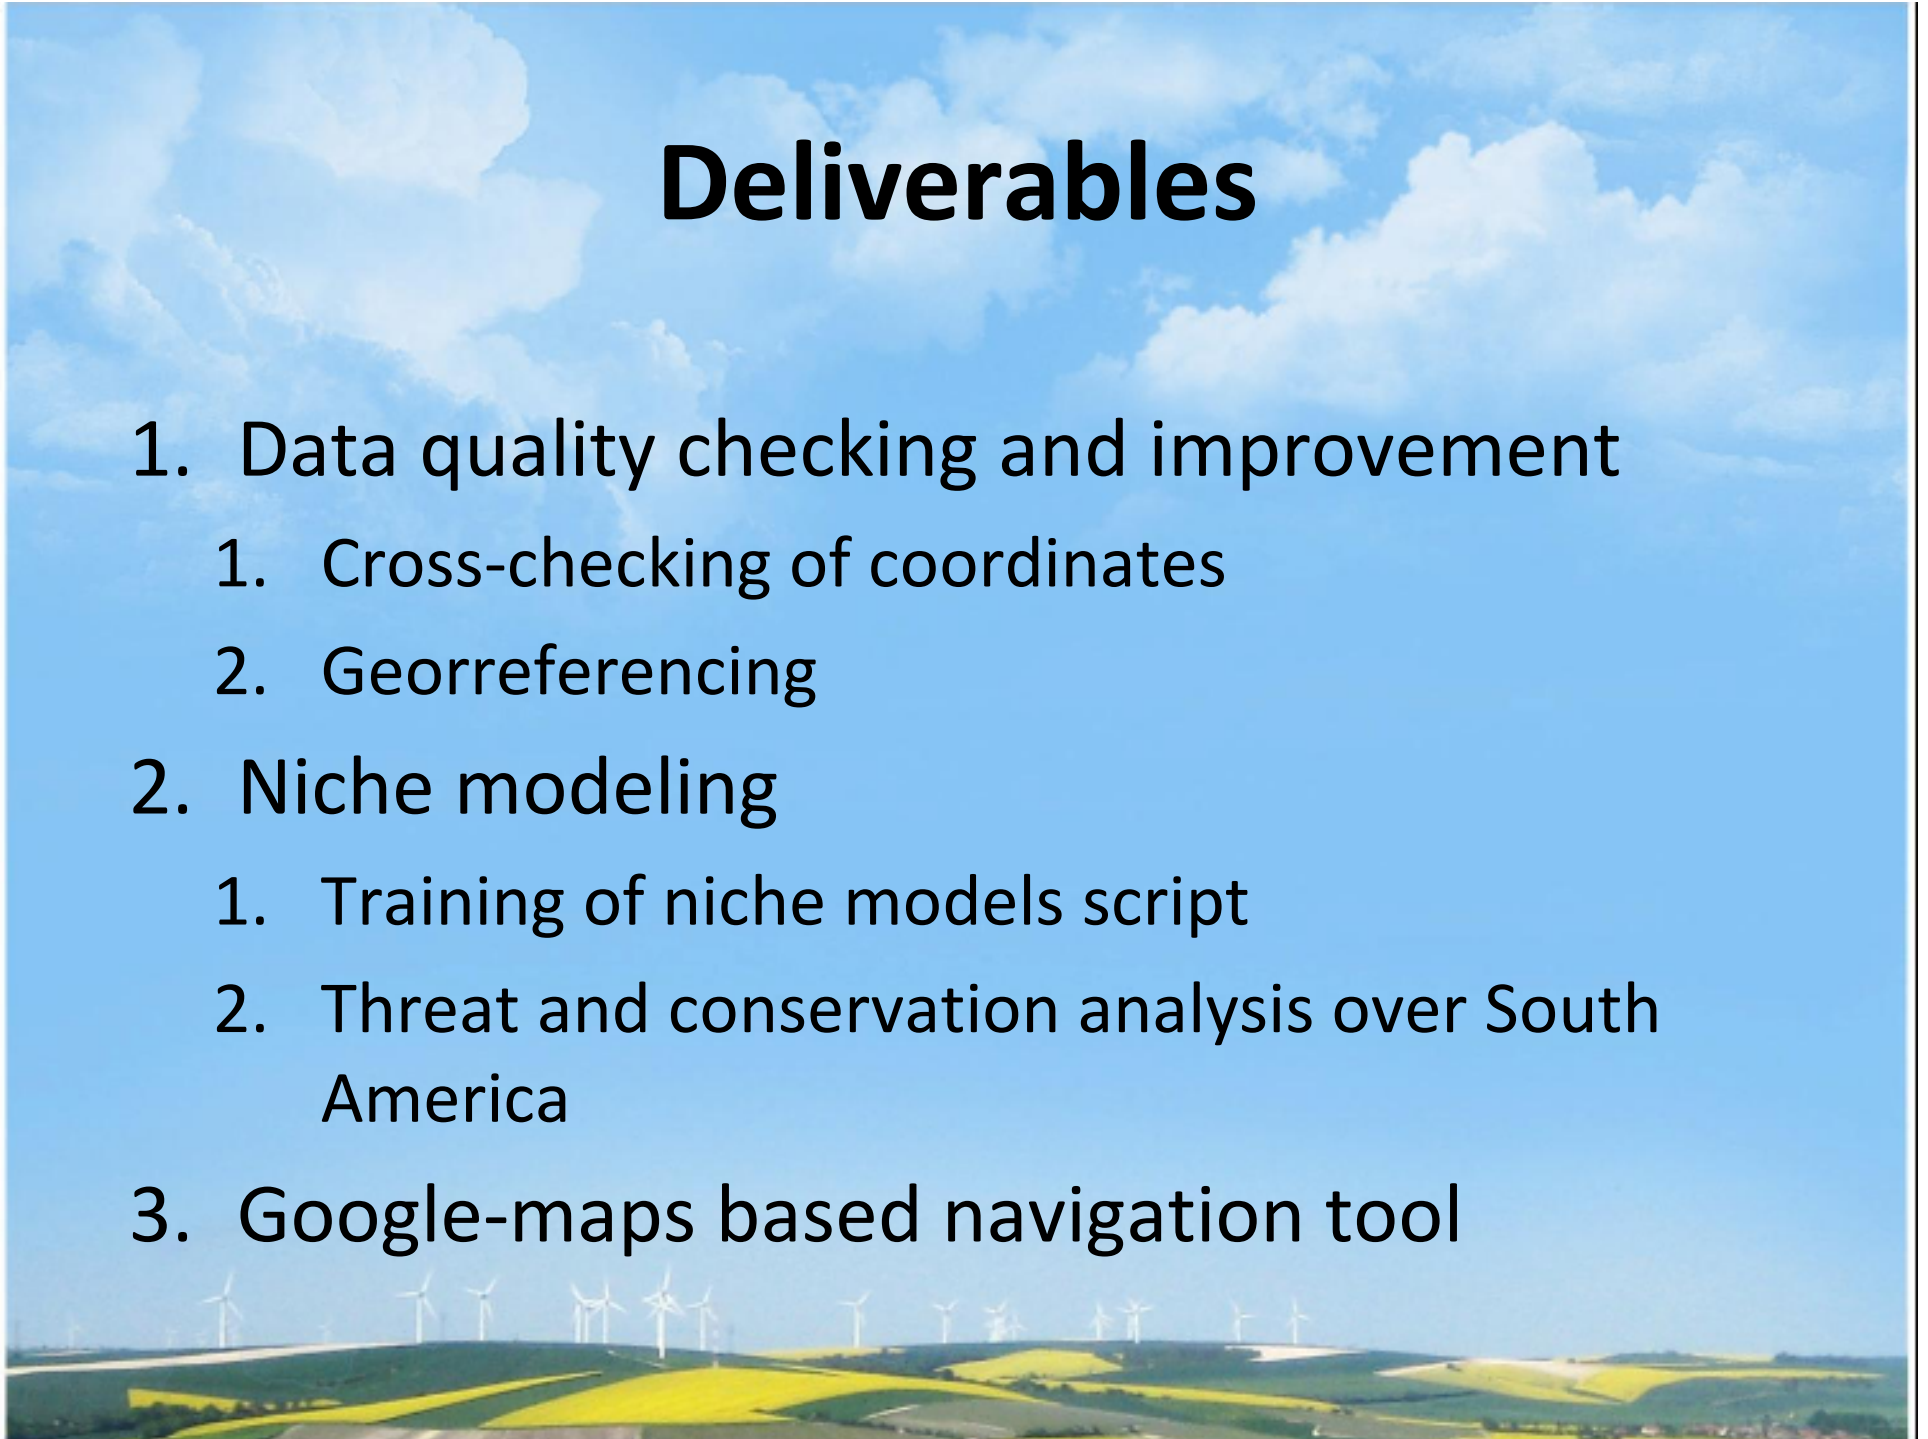 Deliverables
1. Data quality checking and improvement
1. Cross-checking of coordinates
2. Georreferencing
2. Niche modeling
1. Training of niche models script
2. Threat and conservation analysis over South
America
3. Google-maps based navigation tool